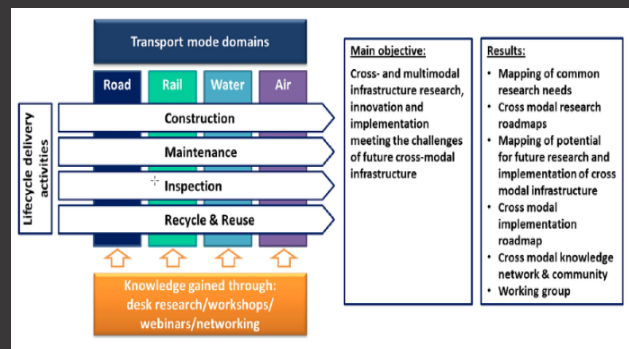 Transport mode domains
Road Rail Water Air
Lifecycle delivery
activities
Construction
Maintenance
Inspection
Recycle & Reuse
Knowledge gained through:
desk research/workshops/
webinars/networking
Main objective:
Cross- and multimodal
infrastructure research,
innovation and
implementation
meeting the challenges
of future cross-modal
infrastructure
Results:
• Mapping of common
research needs
• Cross modal research
roadmaps
• Mapping of potential
for future research and
implementation of cross
modal infrastructure
• Cross modal
implementation
roadmap
• Cross modal knowledge
network & community
• Working group